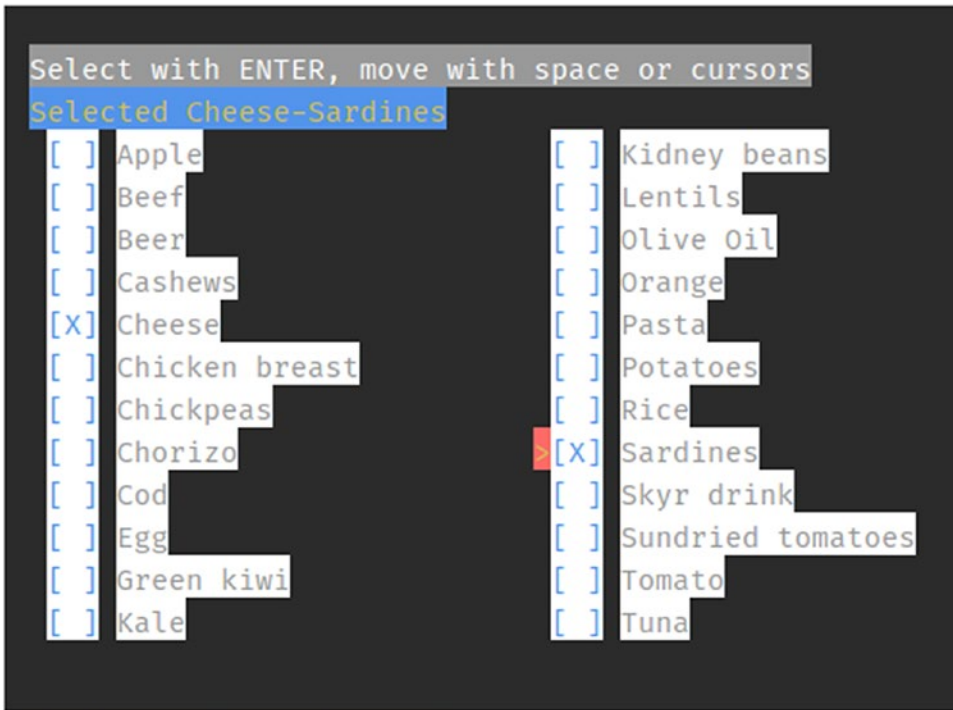 Select with ENTER, move with space or cursors
Selected Cheese-Sardines
[ ] Apple [ ] Kidney beans
[ ] Beef [ ] Lentils
[ ] Beer [ ] Olive Oil
[ ] Cashews [ ] Orange
[X] Cheese [ ] Pasta
[ ] Chicken breast [ ] Potatoes
[ ] Chickpeas [ ] Rice
[ ] Chorizo >[X] Sardines
[ ] Cod [ ] Skyr drink
[ ] Egg [ ] Sundried tomatoes
[ ] Green kiwi [ ] Tomato
[ ] Kale [ ] Tuna